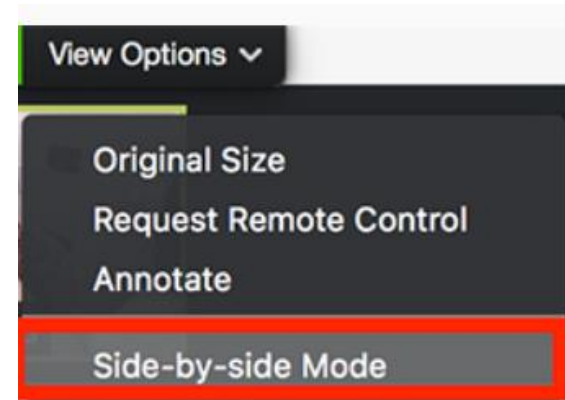 View Options
Original Size
Request Remote Control
Annotate
Side-by-side Mode